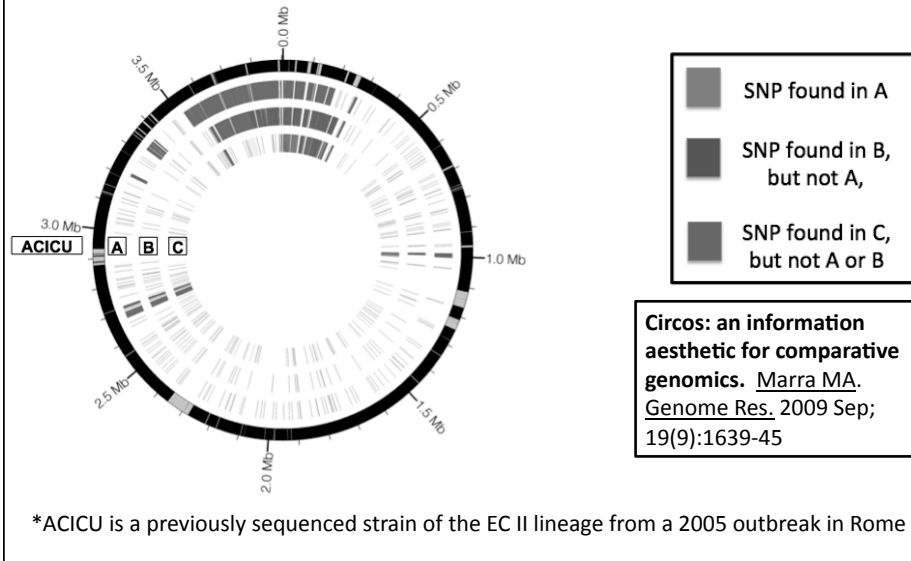 0.0 Mb
0.5 Mb
1.0 Mb
1.5 Mb
2.0 Mb
2.5 Mb
3.0 Mb
3.5 Mb
ACICU
A
B
C
SNP found in A
SNP found in B,
but not A,
SNP found in C,
but not A or B
Circos: an information
aesthetic for comparative
genomics. Marra MA.
Genome Res. 2009 Sep;
19(9):1639-45
*ACICU is a previously sequenced strain of the EC II lineage from a 2005 outbreak in Rome